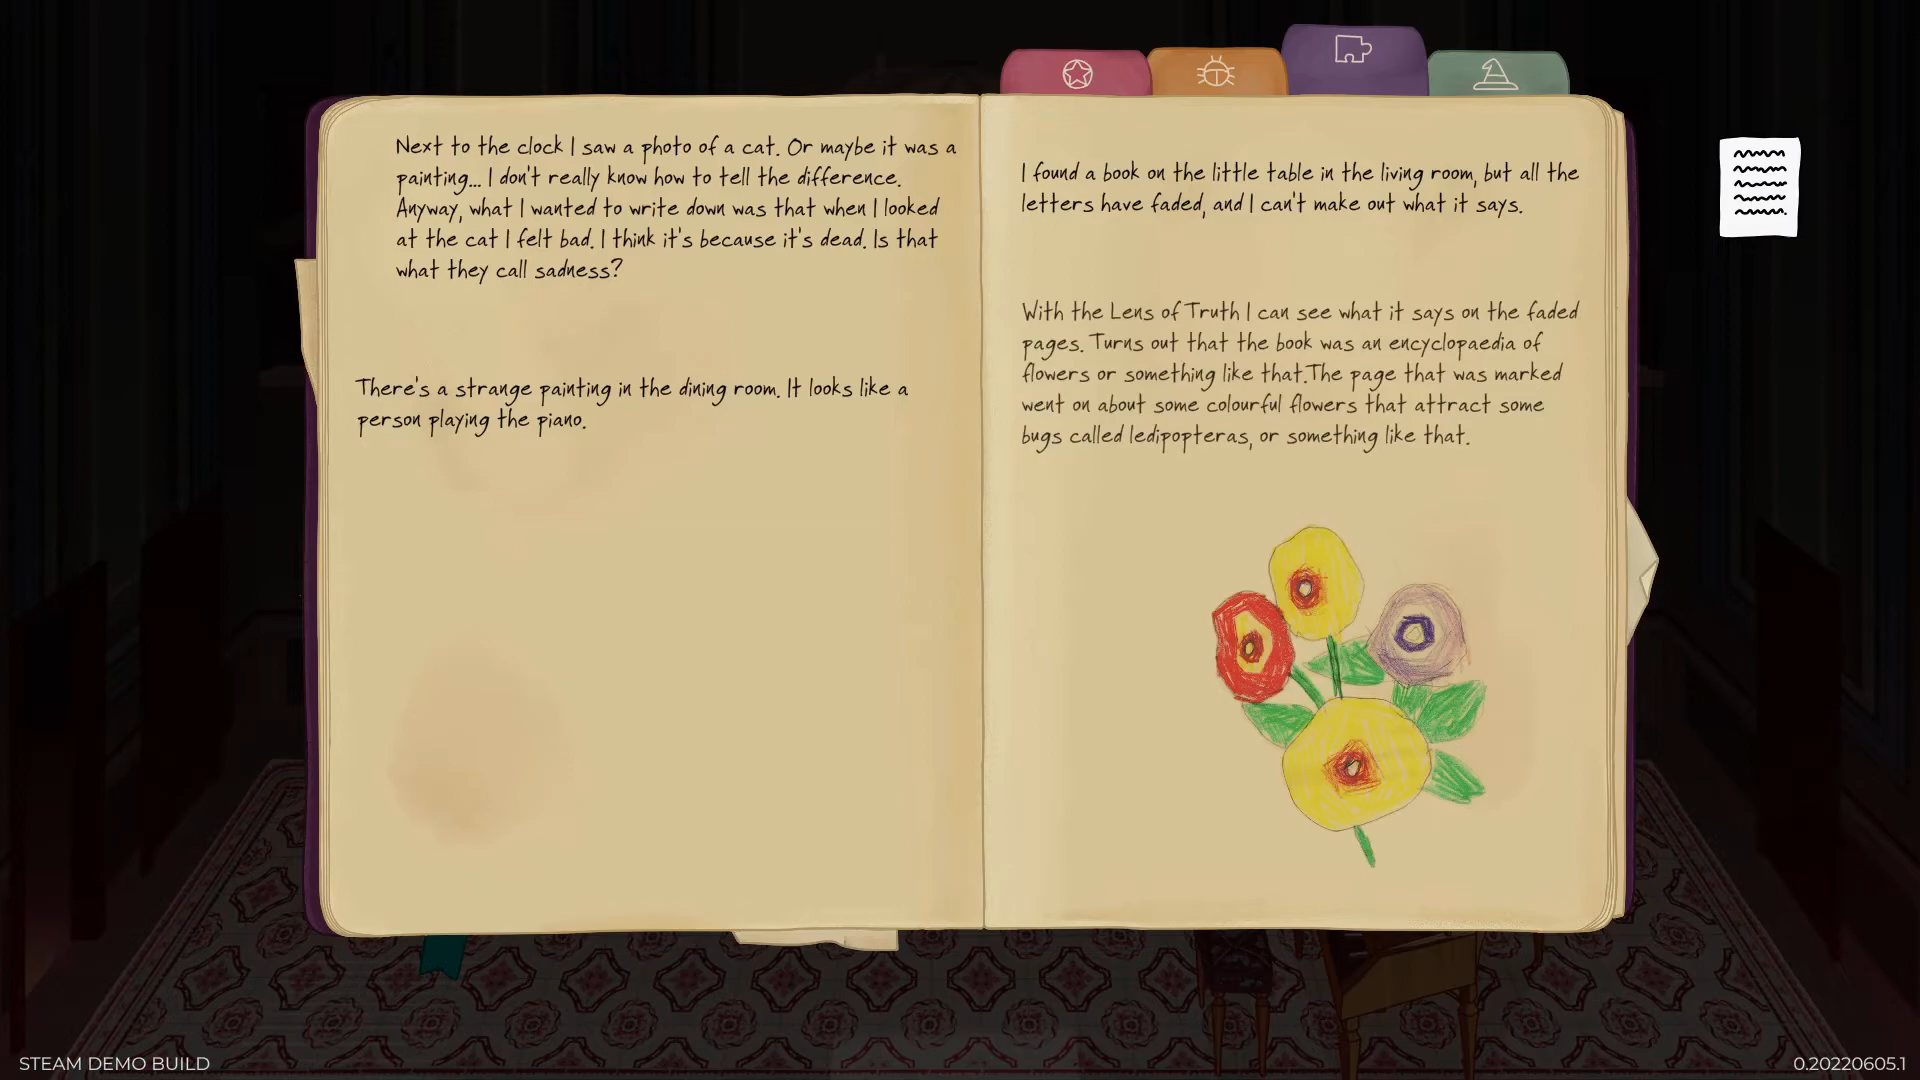 Next to the clock I saw a photo of a cat. Or maybe it was a
painting... I don't really know how to tell the difference.
Anyway, what I wanted to write down was that when I looked
at the cat I felt bad. I think it's because it's dead. Is that
what they call sadness?
There's a strange painting in the dining room. It looks like a
person playing the piano.
I found a book on the little table in the living room, but all the
letters have faded, and I can't make out what it says.
With the Lens of Truth I can see what it says on the faded
pages. Turns out that the book was an encyclopaedia of
flowers or something like that.The page that was marked
went on about some colourful flowers that attract some
bugs called ledipopteras, or something like that.
STEAM DEMO BUILD
0.20220605.1